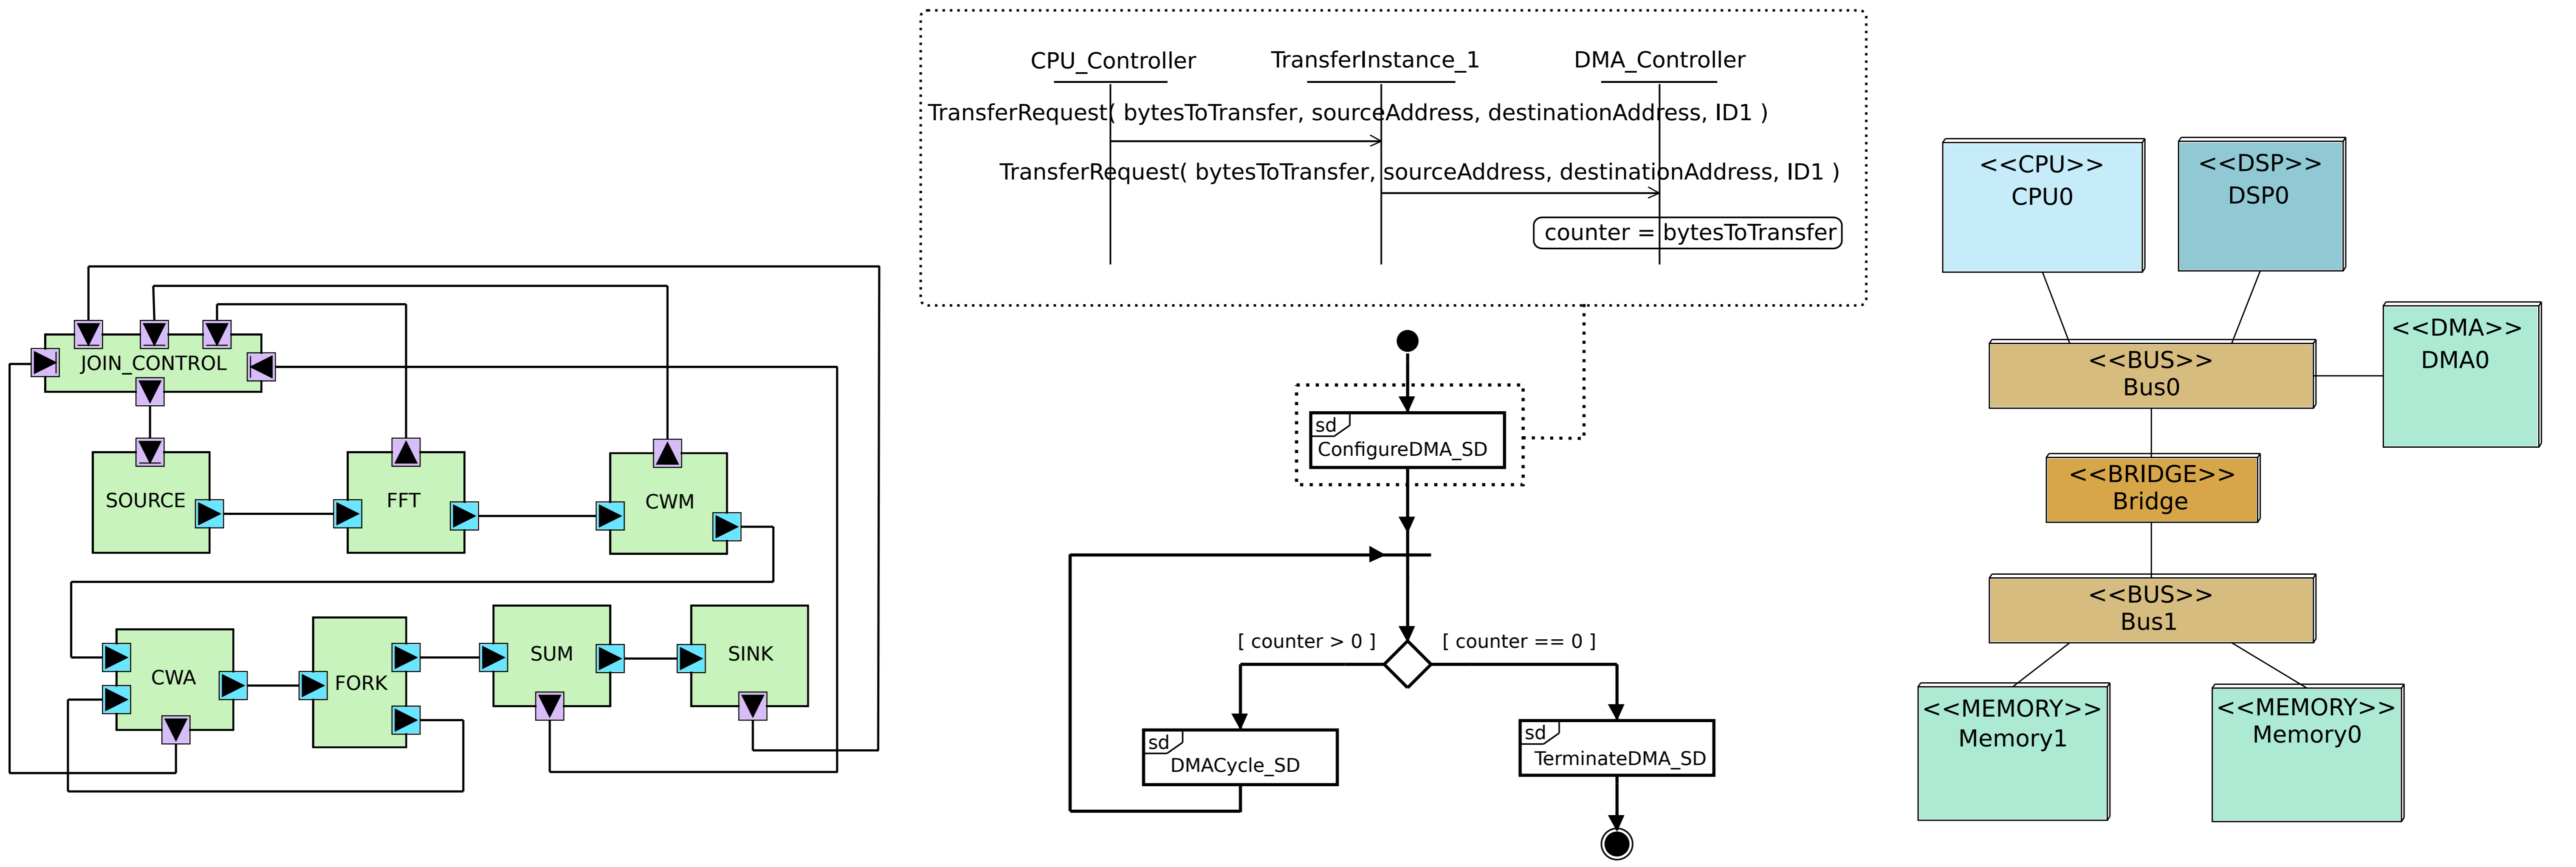 JOIN_CONTROL
SOURCE
FFT
CWM
CWA
FORK
SUM
SINK
CPU_Controller
TransferInstance_1
DMA_Controller
TransferRequest( bytesToTransfer, sourceAddress, destinationAddress, ID1 )
TransferRequest( bytesToTransfer, sourceAddress, destinationAddress, ID1 )
counter = bytesToTransfer
sd
ConfigureDMA_SD
[ counter > 0 ]
[ counter == 0 ]
sd
DMACycle_SD
sd
TerminateDMA_SD
<<CPU>>
CPU0
<<DSP>>
DSP0
<<DMA>>
DMA0
<<BUS>>
Bus0
<<BRIDGE>>
Bridge
<<BUS>>
Bus1
<<MEMORY>>
Memory1
<<MEMORY>>
Memory0